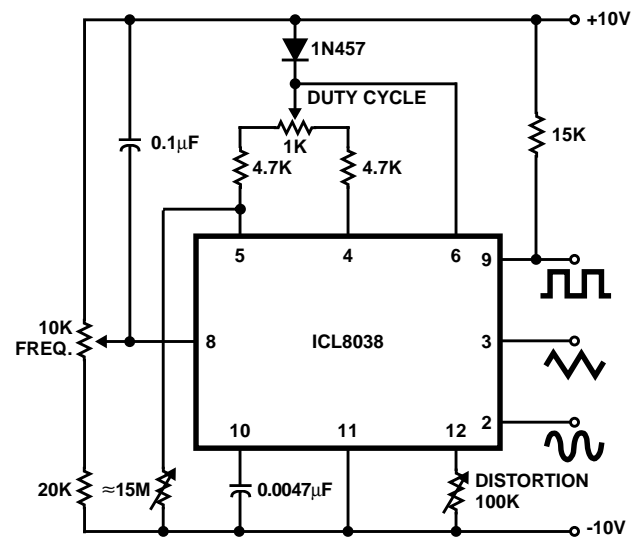 +10V
1N457
DUTY CYCLE
0.1µF
1K
15K
4.7K
4.7K
5
4
6
9
10K
FREQ.
8
ICL8038
3
2
10
11
12
20K
≈15M
0.0047µF
DISTORTION
100K
-10V